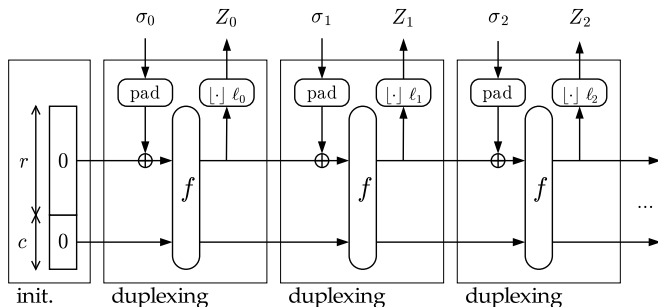 σ₀ Z₀ σ₁ Z₁ σ₂ Z₂
pad ⌊·⌋ ℓ₀ pad ⌊·⌋ ℓ₁ pad ⌊·⌋ ℓ₂
r 0 f f f
c 0 ...
init. duplexing duplexing duplexing